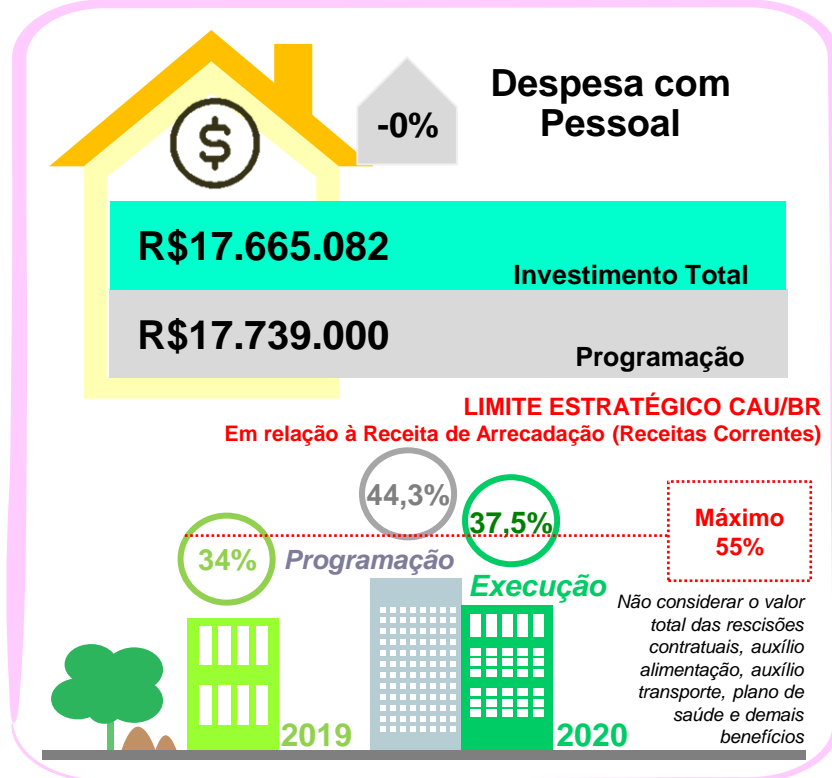 Despesa com
Pessoal
-0%
$
R$17.665.082
Investimento Total
R$17.739.000
Programação
LIMITE ESTRATÉGICO CAU/BR
Em relação à Receita de Arrecadação (Receitas Correntes)
44,3%
37,5%
34%
Programação
Execução
Máximo
55%
Não considerar o valor
total das rescisões
contratuais, auxílio
alimentação, auxílio
transporte, plano de
saúde e demais
benefícios
2019
2020